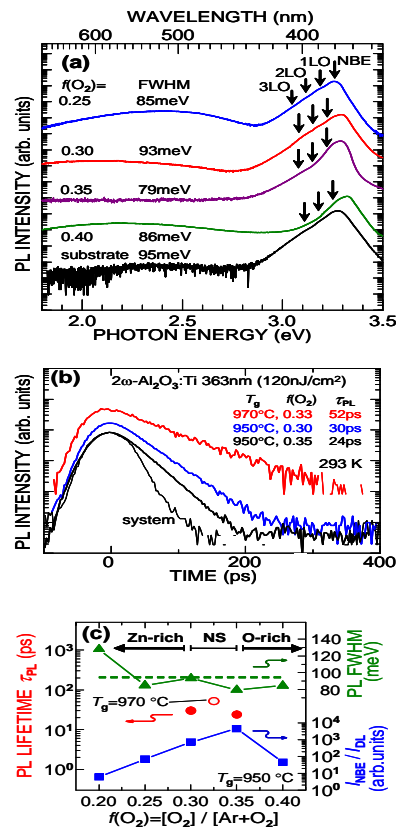 WAVELENGTH (nm)
600 500 400
(a)
1LO NBE
2LO
3LO
f(O₂)= FWHM
0.25 85meV
0.30 93meV
0.35 79meV
0.40 86meV
substrate 95meV
PL INTENSITY (arb. units)
2.0 2.5 3.0 3.5
PHOTON ENERGY (eV)
(b) 2ω-Al₂O₃:Ti 363nm (120nJ/cm²)
Tg f(O₂) τPL
970°C, 0.33 52ps
950°C, 0.30 30ps
950°C, 0.35 24ps
293 K
system
PL INTENSITY (arb. units)
0 100 200 300 400
TIME (ps)
(c) Zn-rich NS O-rich
Tg=970 °C
Tg=950 °C
PL LIFETIME τPL (ps)
10³
10²
10¹
10⁰
140
120
100
80
PL FWHM
(meV)
10⁴
10³
10²
10¹
10⁰
INBE / IDL
(arb.units)
0.20 0.25 0.30 0.35 0.40
f(O₂)=[O₂] / [Ar+O₂]